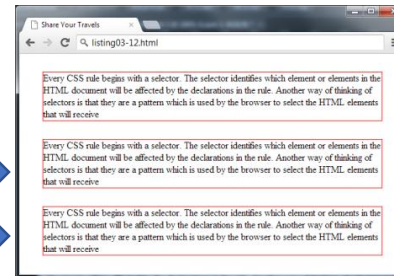 Share Your Travels
listing03-12.html
Every CSS rule begins with a selector. The selector identifies which element or elements in the
HTML document will be affected by the declarations in the rule. Another way of thinking of
selectors is that they are a pattern which is used by the browser to select the HTML elements
that will receive
Every CSS rule begins with a selector. The selector identifies which element or elements in the
HTML document will be affected by the declarations in the rule. Another way of thinking of
selectors is that they are a pattern which is used by the browser to select the HTML elements
that will receive
Every CSS rule begins with a selector. The selector identifies which element or elements in the
HTML document will be affected by the declarations in the rule. Another way of thinking of
selectors is that they are a pattern which is used by the browser to select the HTML elements
that will receive